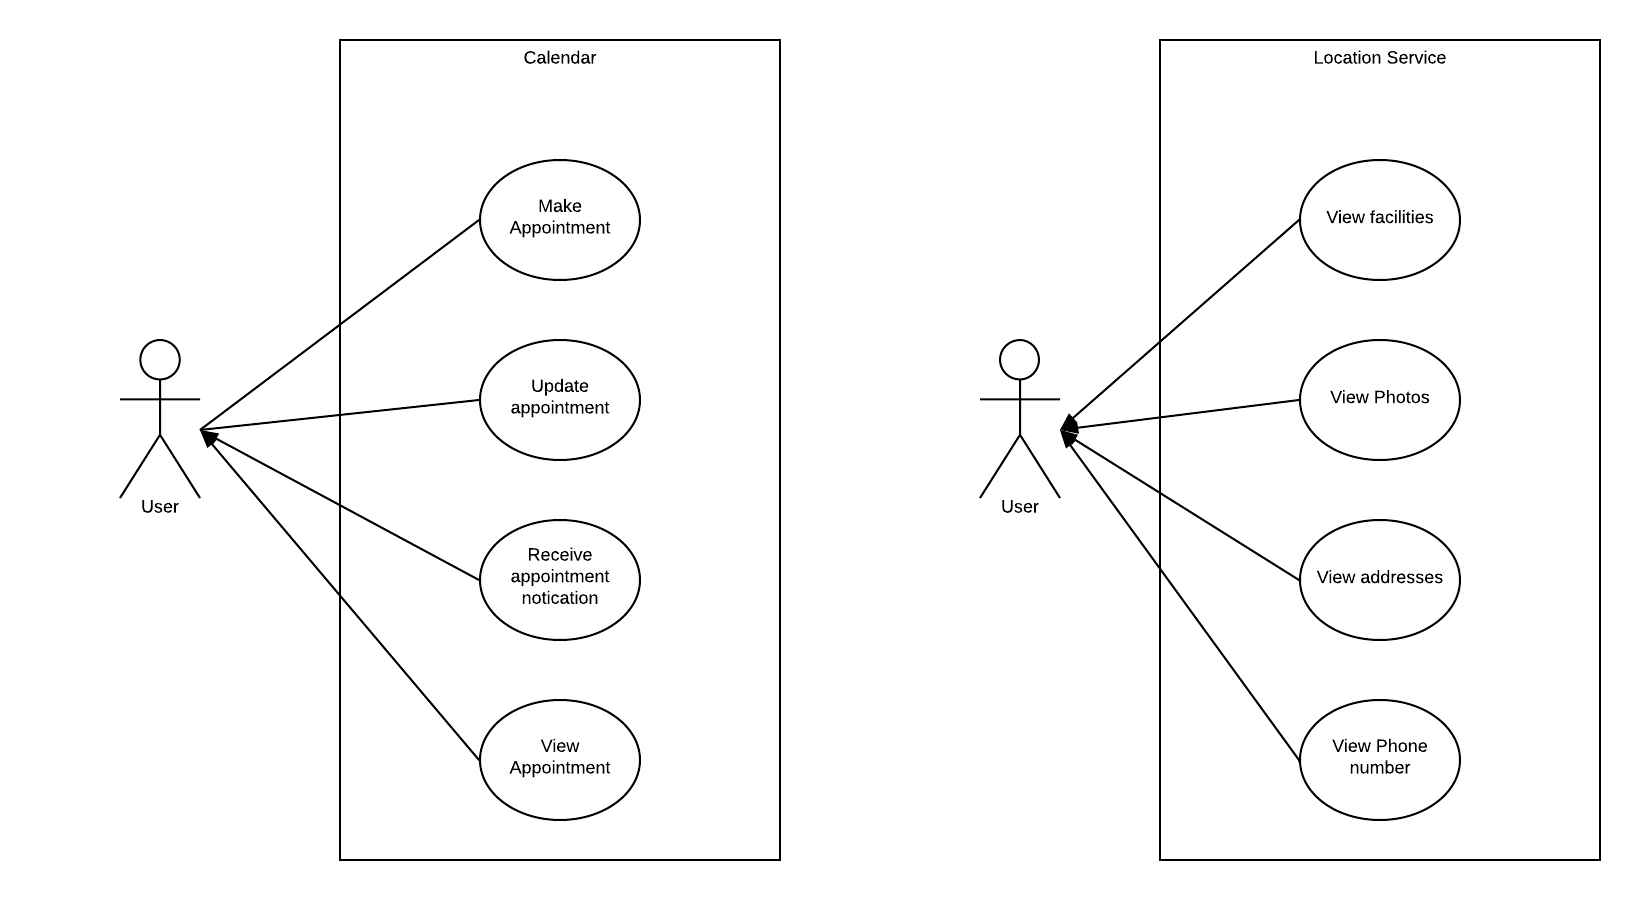 Calendar
Make
Appointment
Update
appointment
Receive
appointment
notication
View
Appointment
User
Location Service
View facilities
View Photos
View addresses
View Phone
number
User